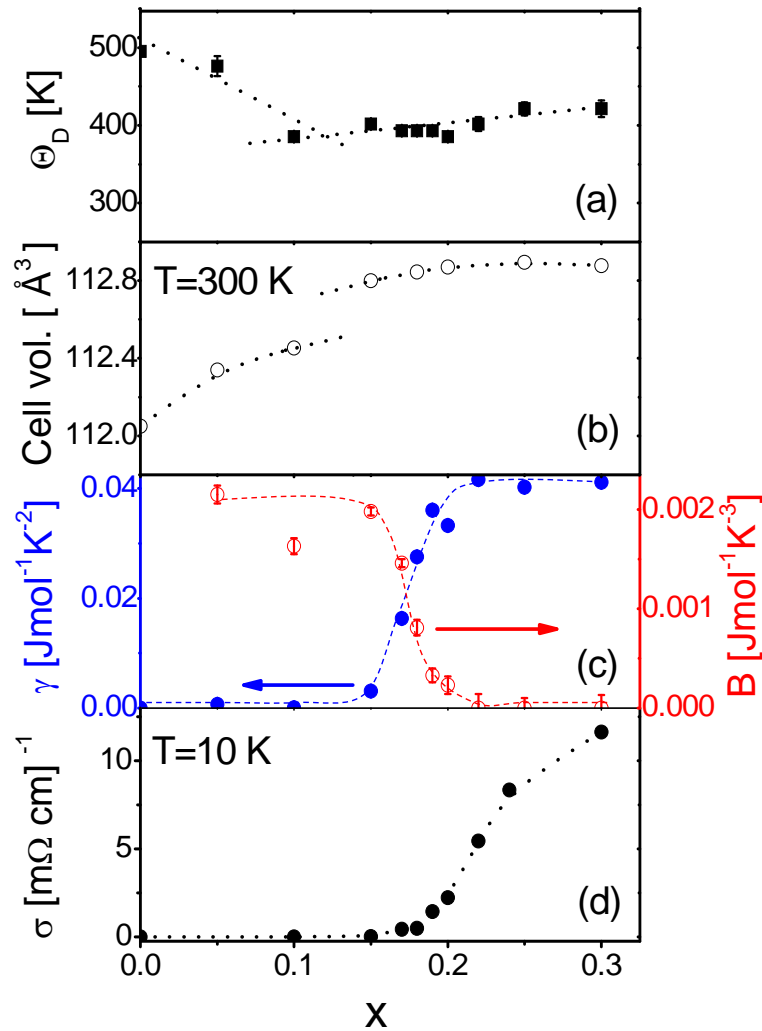 500
400
300
Θ_D [K]
(a)
T=300 K
112.8
112.4
112.0
Cell vol. [ Å³]
(b)
0.04
0.02
0.00
γ [Jmol⁻¹K⁻²]
0.002
0.001
0.000
B [Jmol⁻¹K⁻³]
(c)
T=10 K
10
5
0
σ [mΩ cm] ⁻¹
(d)
0.0 0.1 0.2 0.3
x